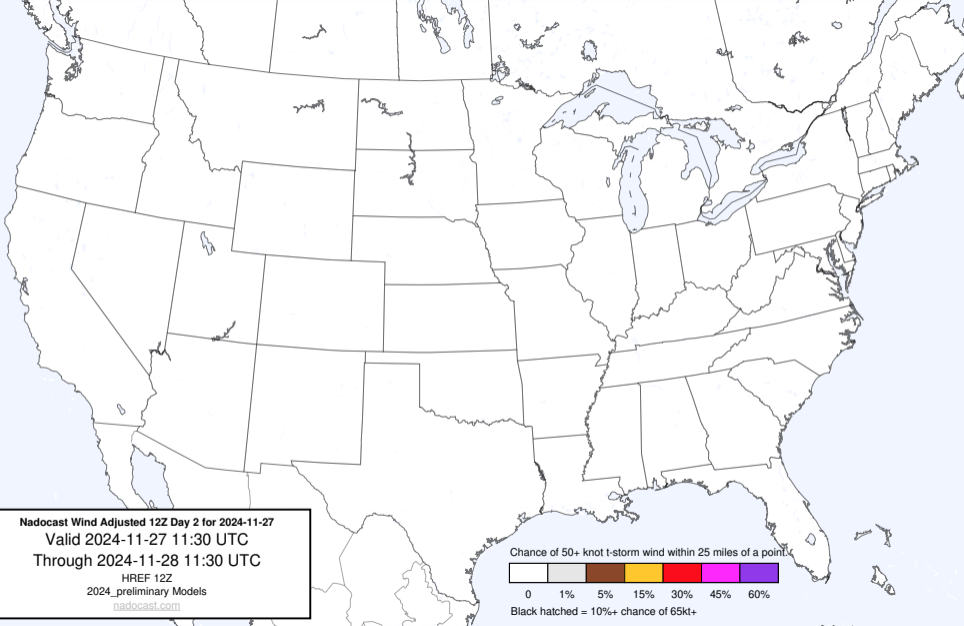 Nadocast Wind Adjusted 12Z Day 2 for 2024-11-27
Valid 2024-11-27 11:30 UTC
Through 2024-11-28 11:30 UTC
HREF 12Z
2024_preliminary Models
nadocast.com
Chance of 50+ knot t-storm wind within 25 miles of a point.
0 1% 5% 15% 30% 45% 60%
Black hatched = 10%+ chance of 65kt+